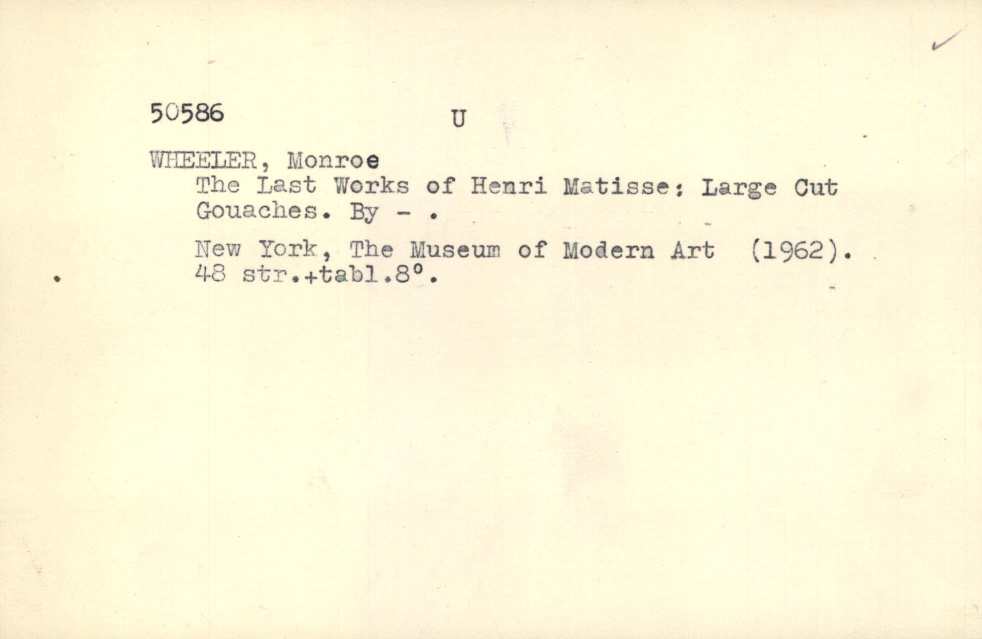 50586 U
WHEELER, Monroe
The Last Works of Henri Matisse: Large Cut
Gouaches. By - .
New York, The Museum of Modern Art (1962).
48 str.+tabl.8°.